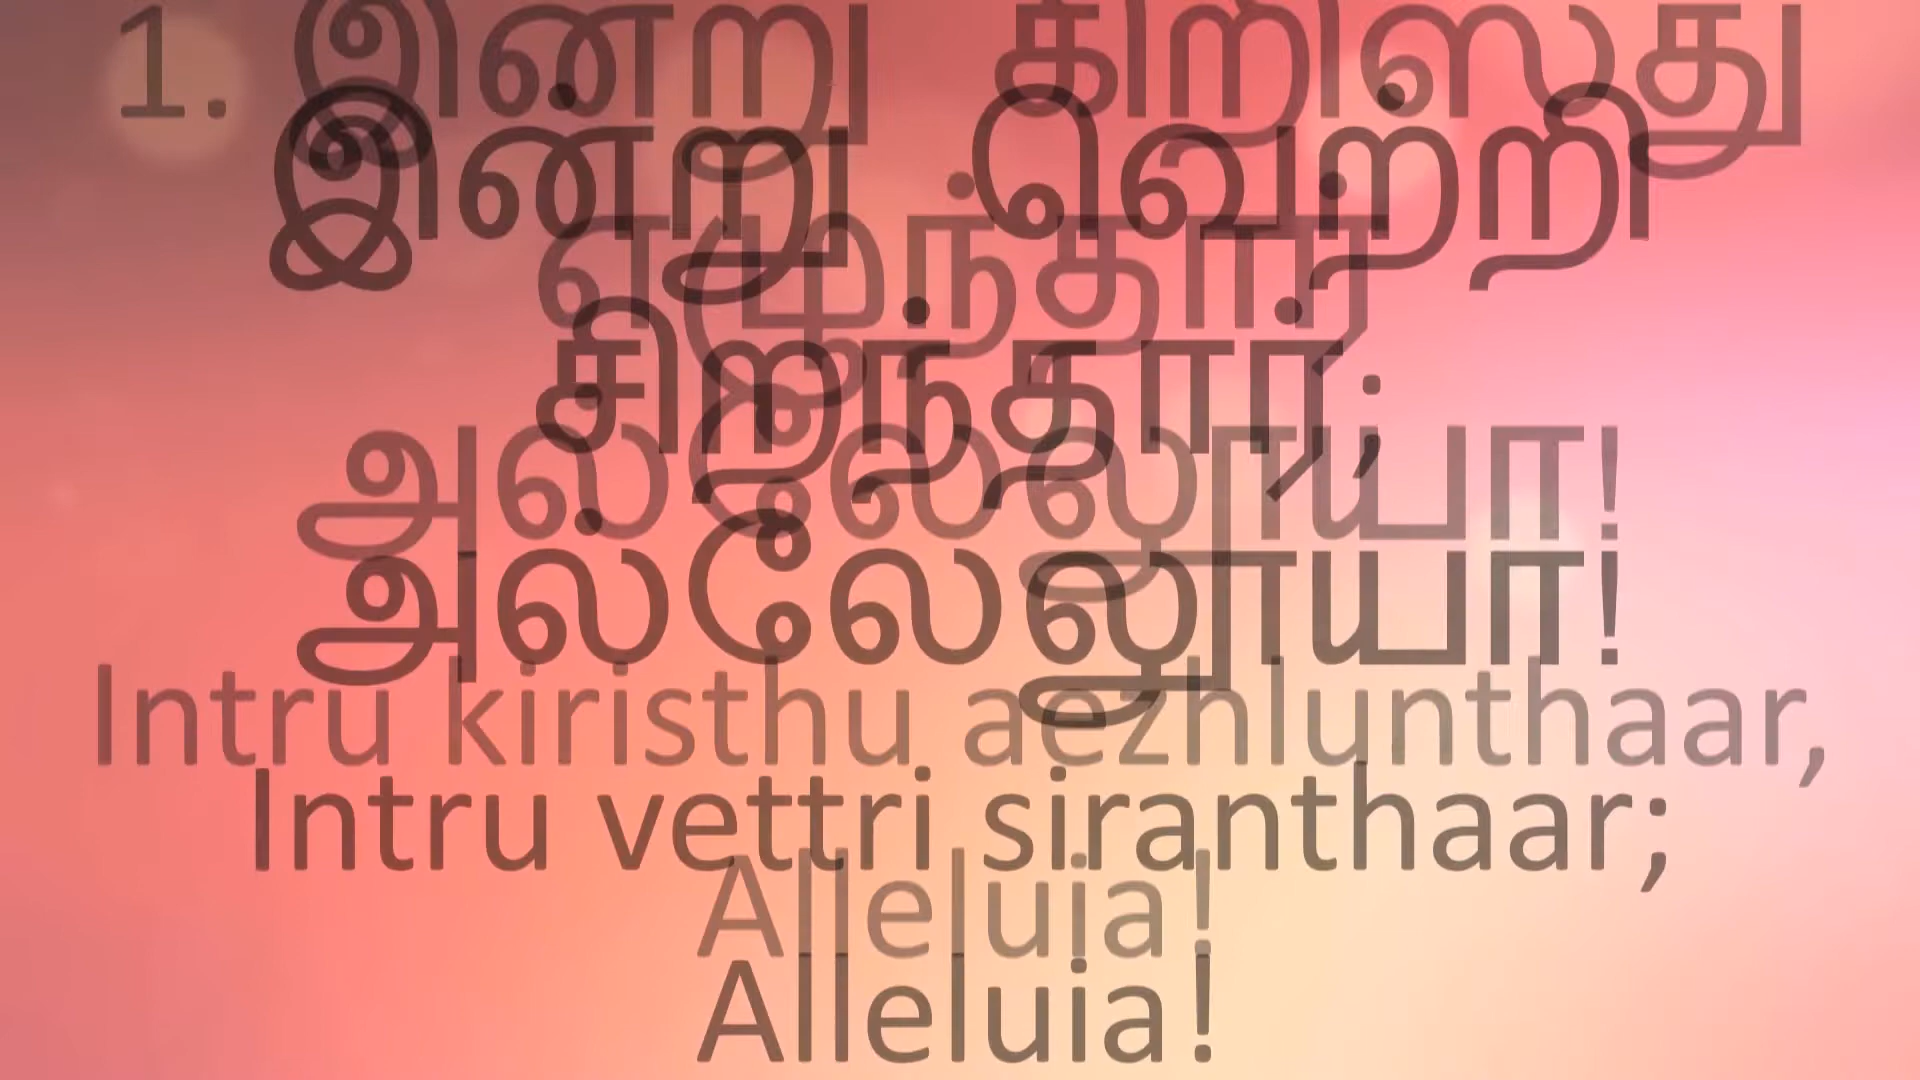 1. இன்று கிறிஸ்து
எழுந்தார்
அல்லேலூயா!
Intru kiristhu aezhlunthaar,
Alleluia!
இன்று வெற்றி
சிறந்தார்;
அல்லேலூயா!
Intru vettri siranthaar;
Alleluia!